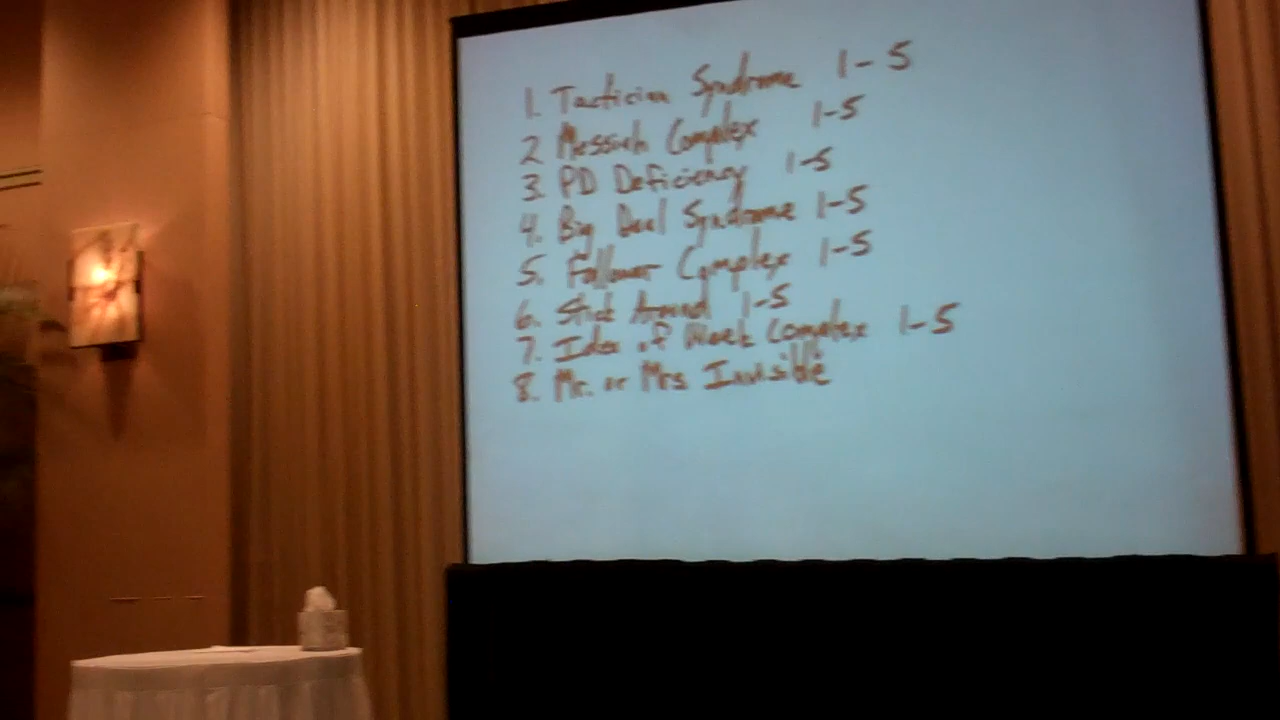 1. Tactician Syndrome 1-5
2 Messiah Complex 1-5
3. PD Deficiency 1-5
4. Big Deal Syndrome 1-5
5. Follower Complex 1-5
6. Stick Around 1-5
7. Idea of Week Complex 1-5
8. Mr. or Mrs Invisible